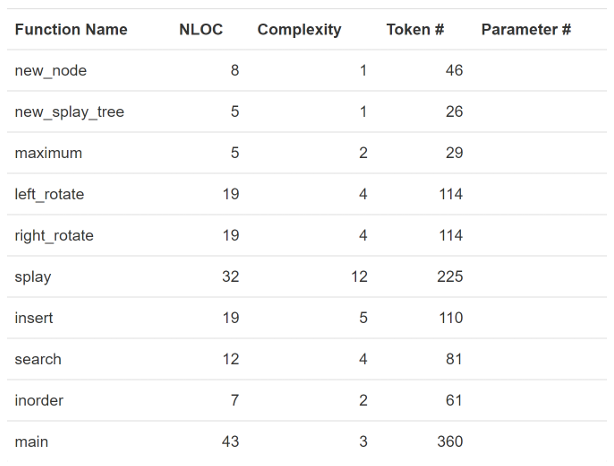 Function Name NLOC Complexity Token # Parameter #
new_node 8 1 46
new_splay_tree 5 1 26
maximum 5 2 29
left_rotate 19 4 114
right_rotate 19 4 114
splay 32 12 225
insert 19 5 110
search 12 4 81
inorder 7 2 61
main 43 3 360